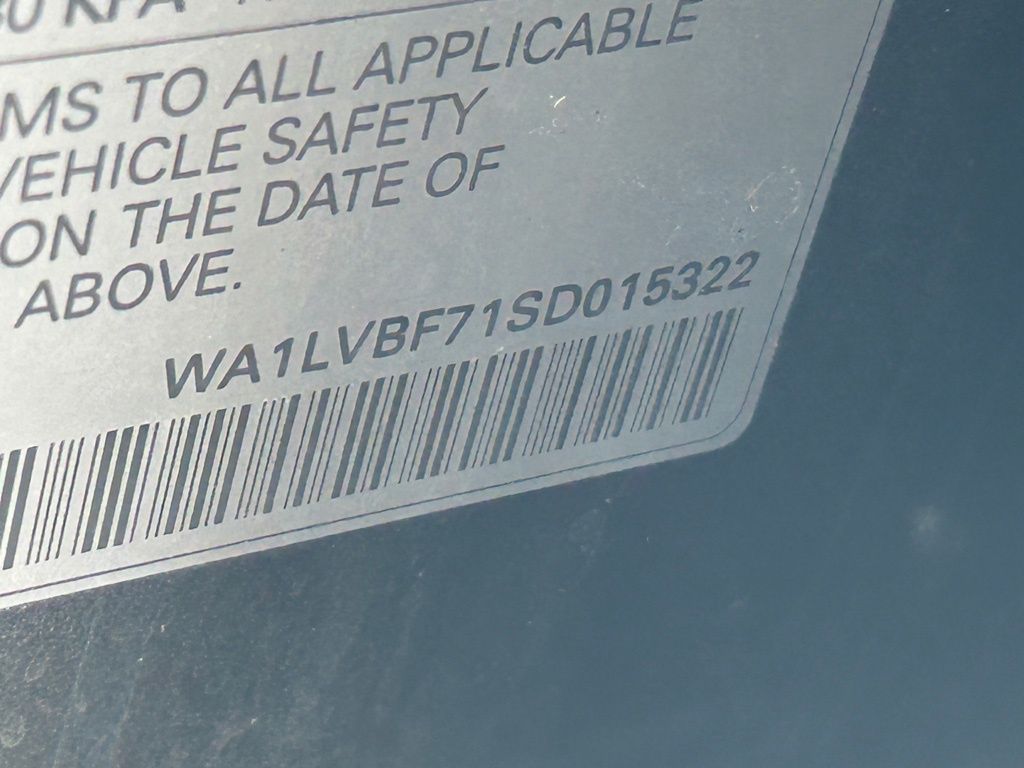 MS TO ALL APPLICABLE
VEHICLE SAFETY
ON THE DATE OF
ABOVE.
WA1LVBF71SD015322